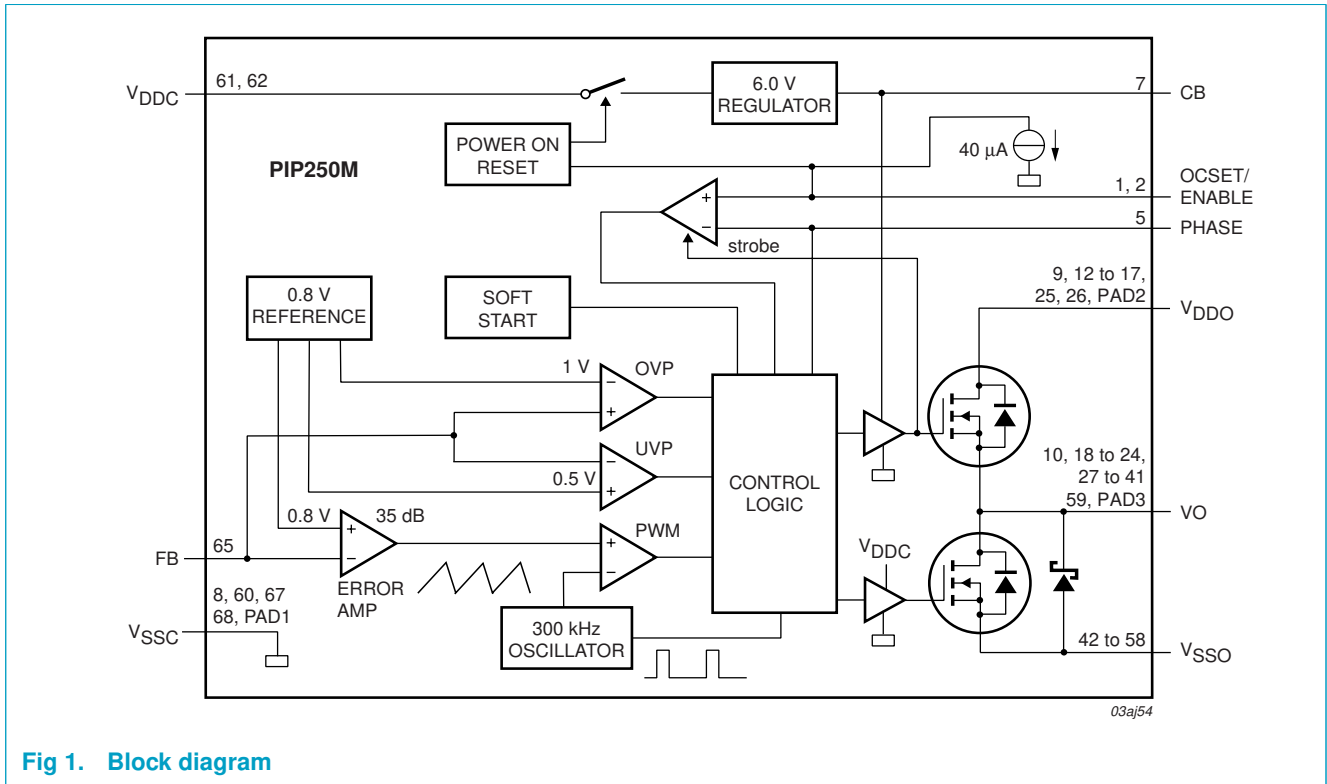 VDDC
61, 62
6.0 V
REGULATOR
7
CB
POWER ON
RESET
PIP250M
40 µA
OCSET/
ENABLE
1, 2
+
−
5
PHASE
strobe
9, 12 to 17,
25, 26, PAD2
VDDO
0.8 V
REFERENCE
SOFT
START
1 V
OVP
−
+
UVP
−
0.5 V
+
CONTROL
LOGIC
10, 18 to 24,
27 to 41
59, PAD3
VO
0.8 V
35 dB
+
−
PWM
+
−
VDDC
FB
65
ERROR
AMP
8, 60, 67
68, PAD1
VSSC
300 kHz
OSCILLATOR
42 to 58
VSSO
03aj54
Fig 1. Block diagram